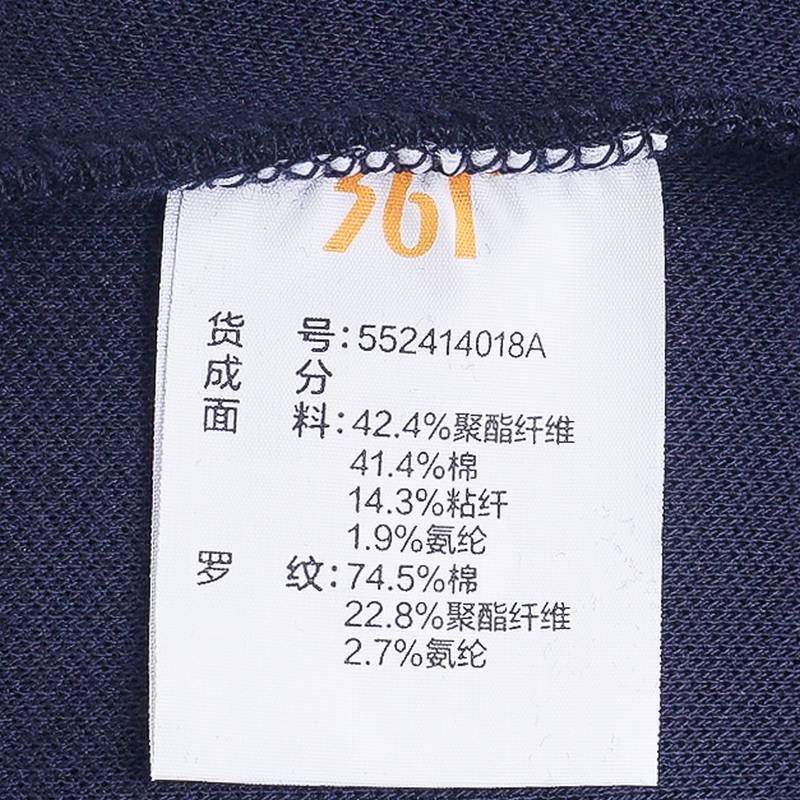 361
货 号:552414018A
成 分
面 料:42.4%聚酯纤维
41.4%棉
14.3%粘纤
1.9%氨纶
罗 纹:74.5%棉
22.8%聚酯纤维
2.7%氨纶